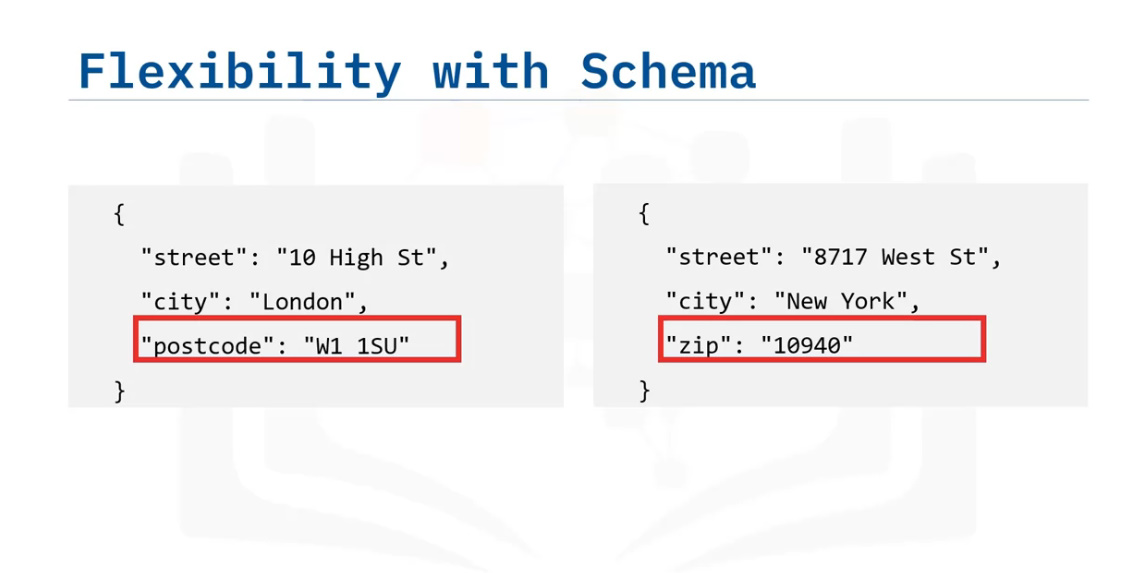 Flexibility with Schema
{
"street": "10 High St",
"city": "London",
"postcode": "W1 1SU"
}
{
"street": "8717 West St",
"city": "New York",
"zip": "10940"
}